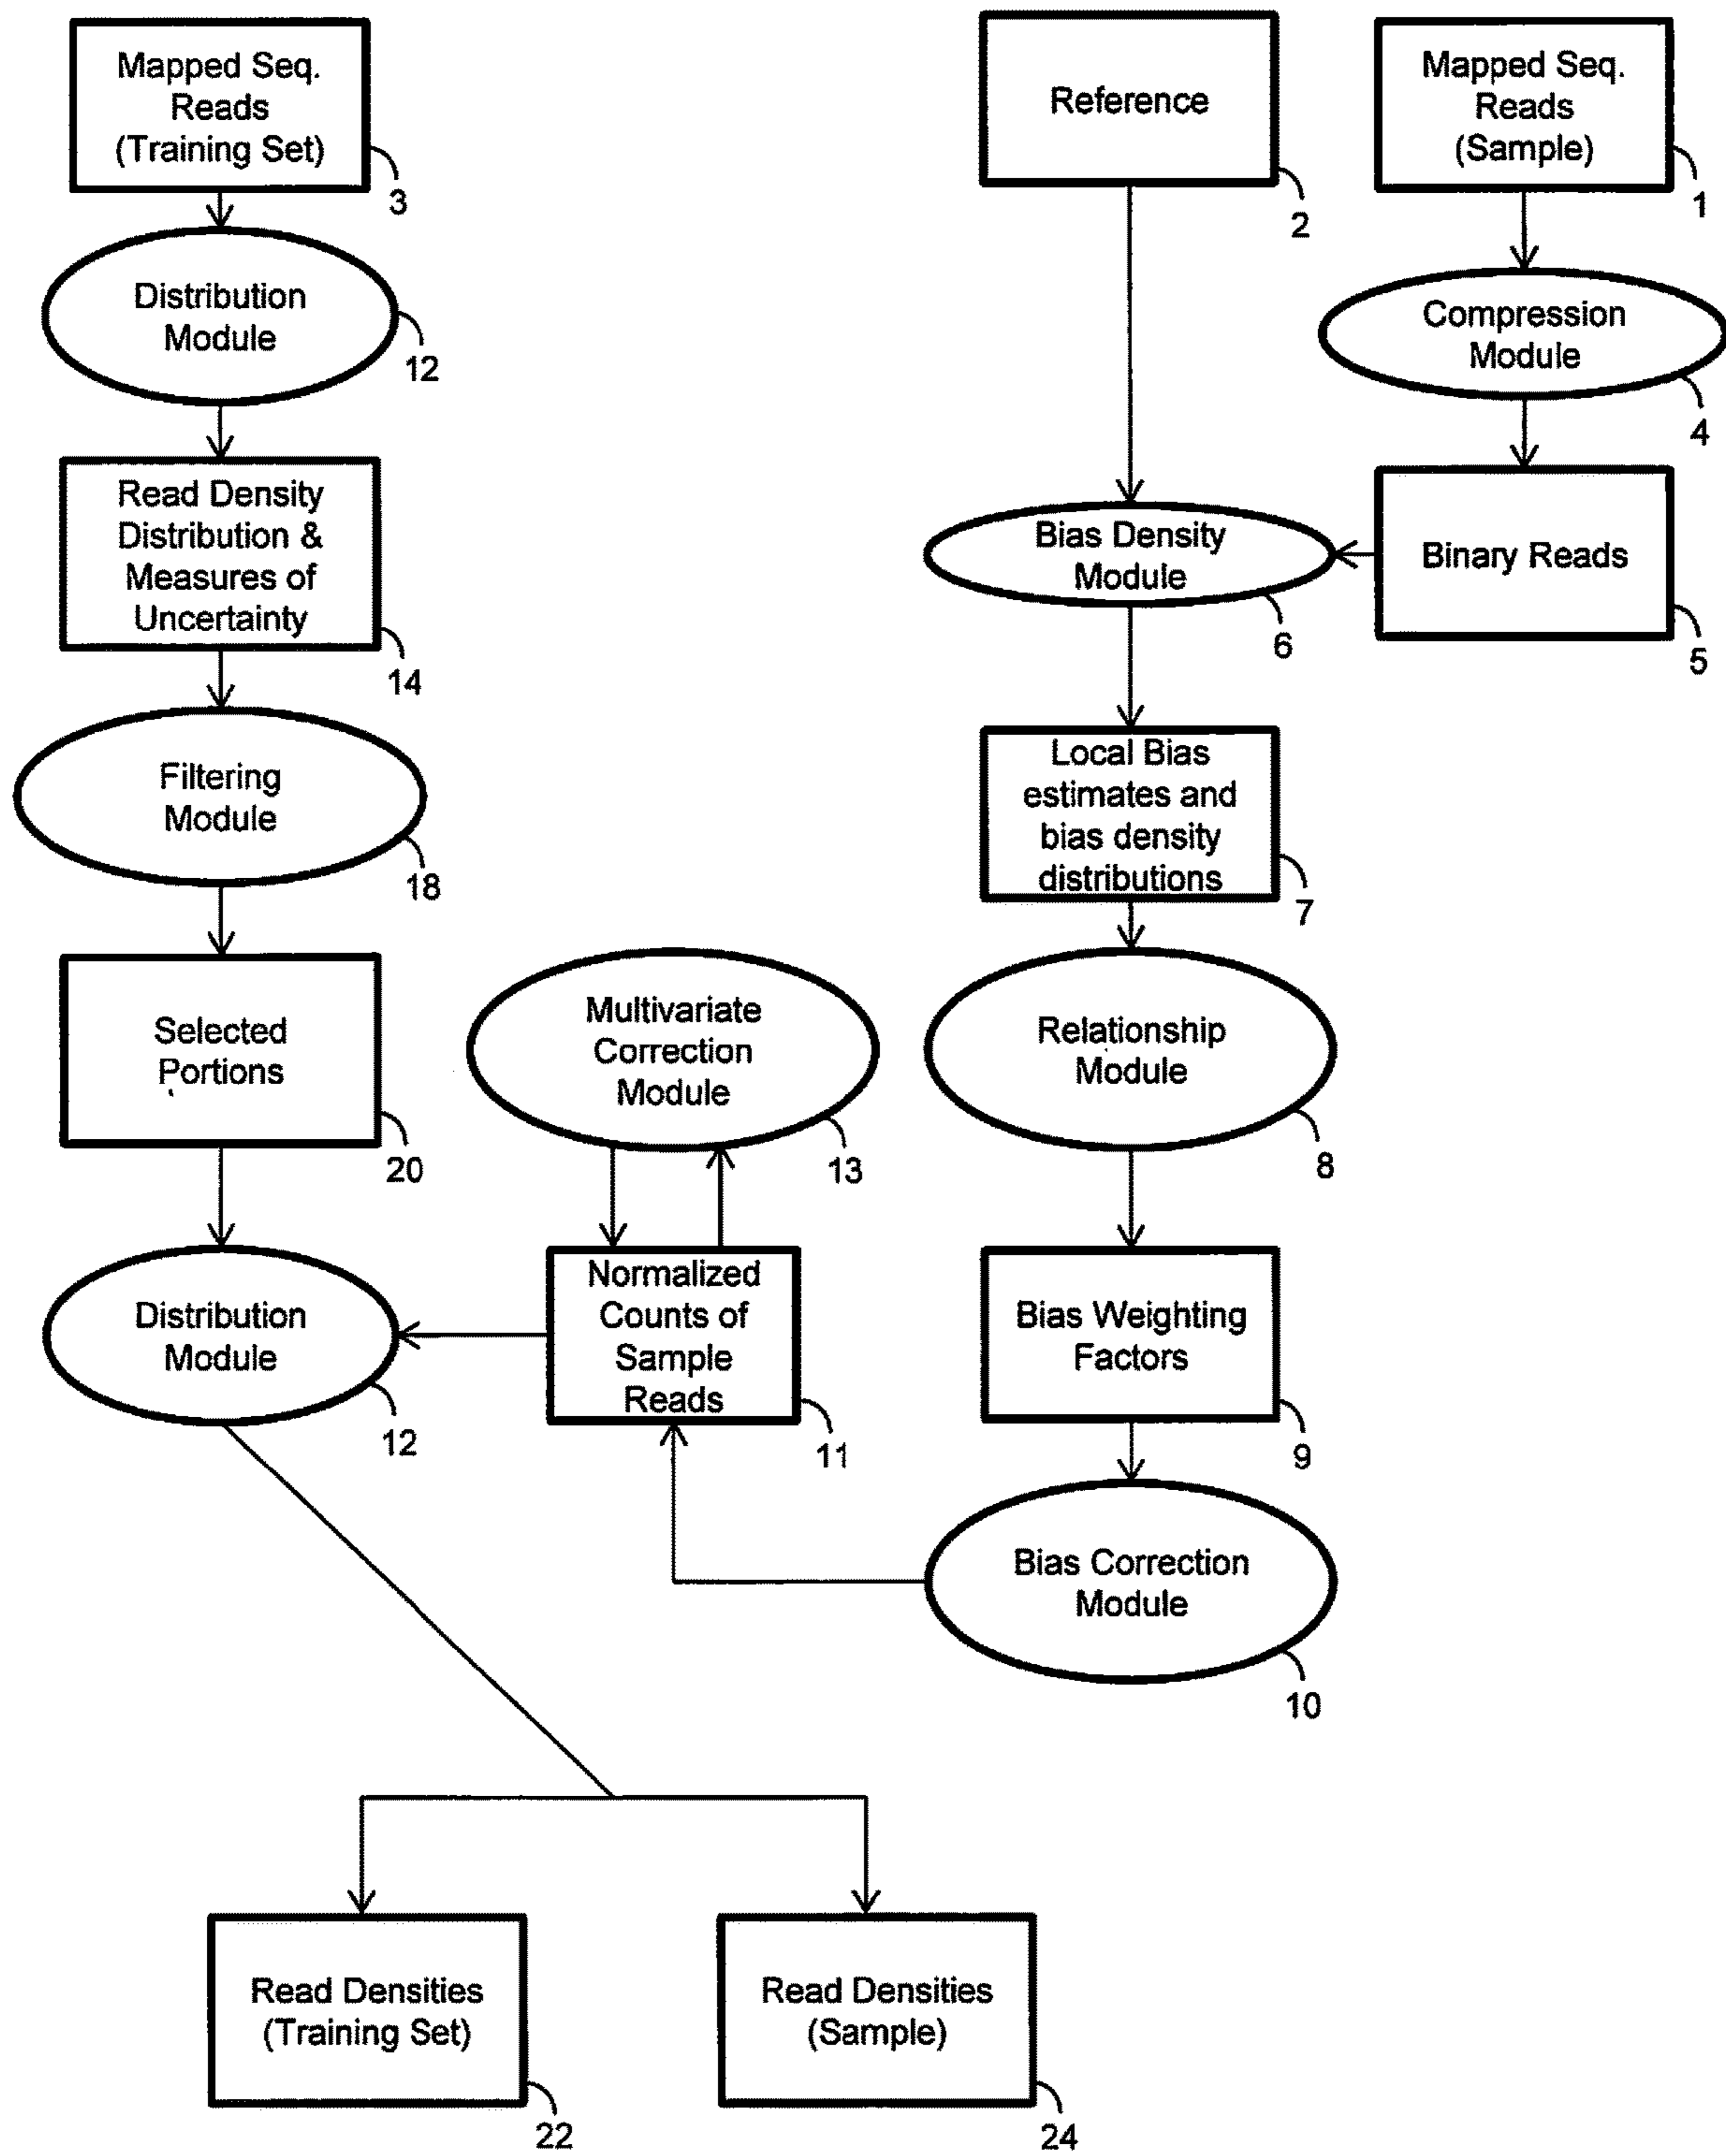 Mapped Seq.
Reads
(Training Set)
3
Reference
2
Mapped Seq.
Reads
(Sample)
1
Distribution
Module
12
Compression
Module
4
Read Density
Distribution &
Measures of
Uncertainty
14
Bias Density
Module
6
Binary Reads
5
Filtering
Module
18
Local Bias
estimates and
bias density
distributions
7
Selected
Portions
20
Multivariate
Correction
Module
13
Relationship
Module
8
Distribution
Module
12
Normalized
Counts of
Sample
Reads
11
Bias Weighting
Factors
9
Bias Correction
Module
10
Read Densities
(Training Set)
22
Read Densities
(Sample)
24